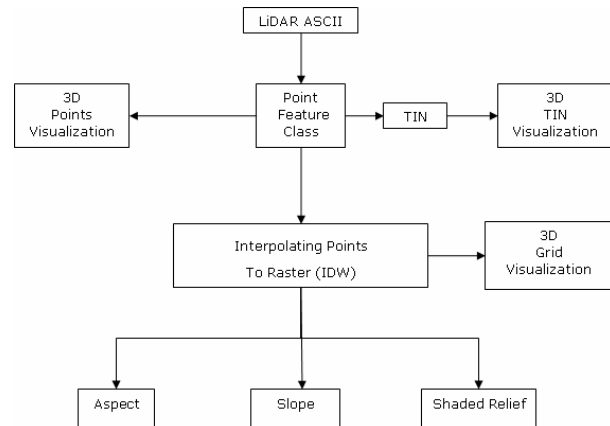 LiDAR ASCII
3D
Points
Visualization
Point
Feature
Class
TIN
3D
TIN
Visualization
Interpolating Points
To Raster (IDW)
3D
Grid
Visualization
Aspect
Slope
Shaded Relief